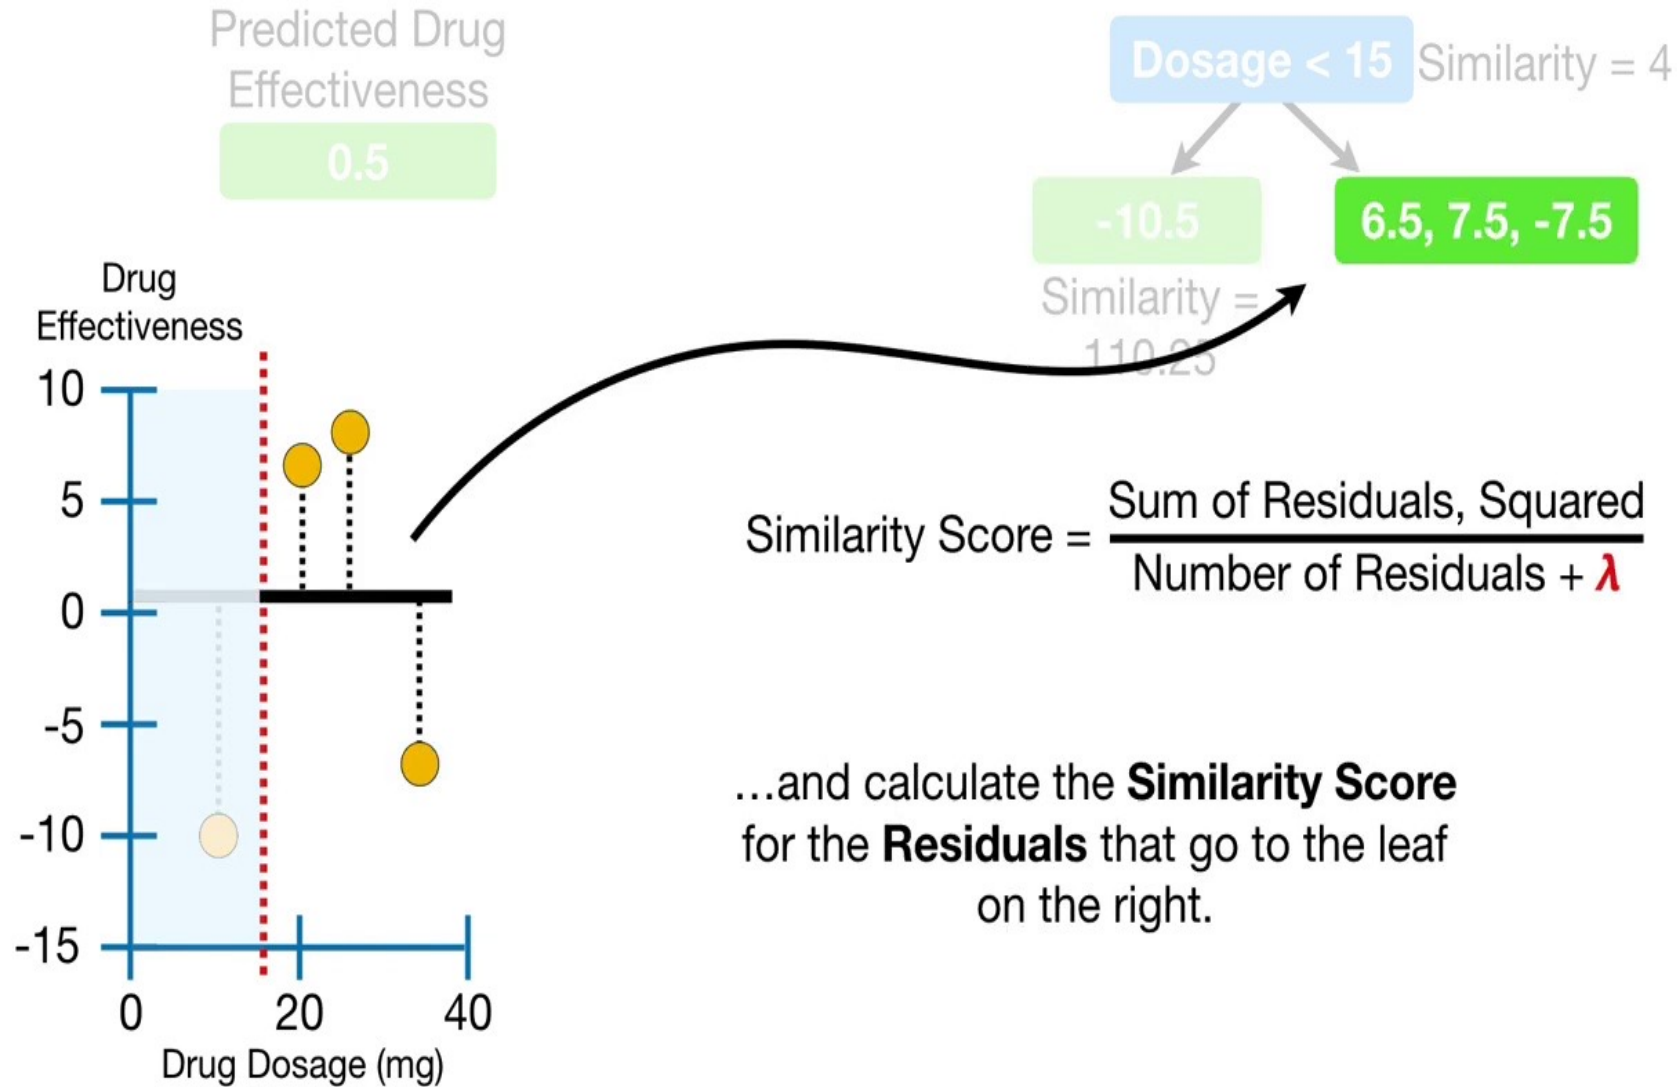 Predicted Drug
Effectiveness
0.5
Dosage < 15
Similarity = 4
-10.5
6.5, 7.5, -7.5
Similarity =
110.25
Drug
Effectiveness
10
5
0
-5
-10
-15
0
20
40
Drug Dosage (mg)
Similarity Score =
Sum of Residuals, Squared
Number of Residuals + λ
...and calculate the Similarity Score
for the Residuals that go to the leaf
on the right.